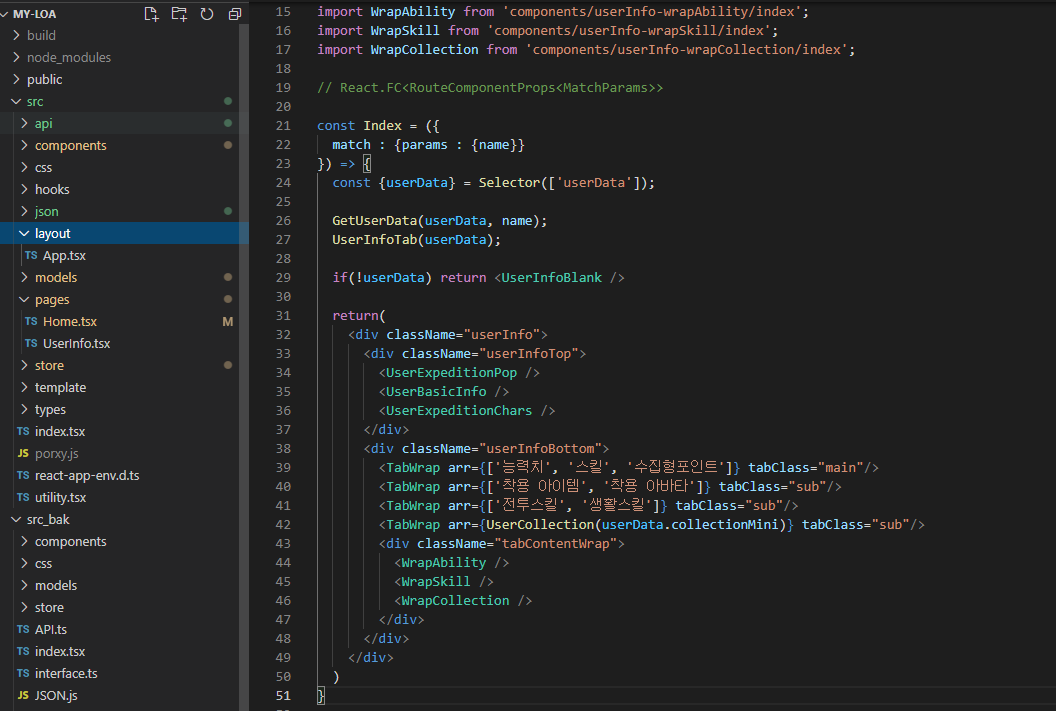 MY-LOA
build
node_modules
public
src
api
components
css
hooks
json
layout
TS App.tsx
models
pages
TS Home.tsx M
TS UserInfo.tsx
store
template
types
TS index.tsx
JS porxy.js
TS react-app-env.d.ts
TS utility.tsx
src_bak
components
css
models
store
TS API.ts
TS index.tsx
TS interface.ts
JS JSON.js
15 import WrapAbility from 'components/userInfo-wrapAbility/index';
16 import WrapSkill from 'components/userInfo-wrapSkill/index';
17 import WrapCollection from 'components/userInfo-wrapCollection/index';
18
19 // React.FC<RouteComponentProps<MatchParams>>
20
21 const Index = ({
22 match : {params : {name}}
23 }) => {
24 const {userData} = Selector(['userData']);
25
26 GetUserData(userData, name);
27 UserInfoTab(userData);
28
29 if(!userData) return <UserInfoBlank />
30
31 return(
32 <div className="userInfo">
33 <div className="userInfoTop">
34 <UserExpeditionPop />
35 <UserBasicInfo />
36 <UserExpeditionChars />
37 </div>
38 <div className="userInfoBottom">
39 <TabWrap arr={['능력치', '스킬', '수집형포인트']} tabClass="main"/>
40 <TabWrap arr={['착용 아이템', '착용 아바타']} tabClass="sub"/>
41 <TabWrap arr={['전투스킬', '생활스킬']} tabClass="sub"/>
42 <TabWrap arr={UserCollection(userData.collectionMini)} tabClass="sub"/>
43 <div className="tabContentWrap">
44 <WrapAbility />
45 <WrapSkill />
46 <WrapCollection />
47 </div>
48 </div>
49 </div>
50 )
51 }